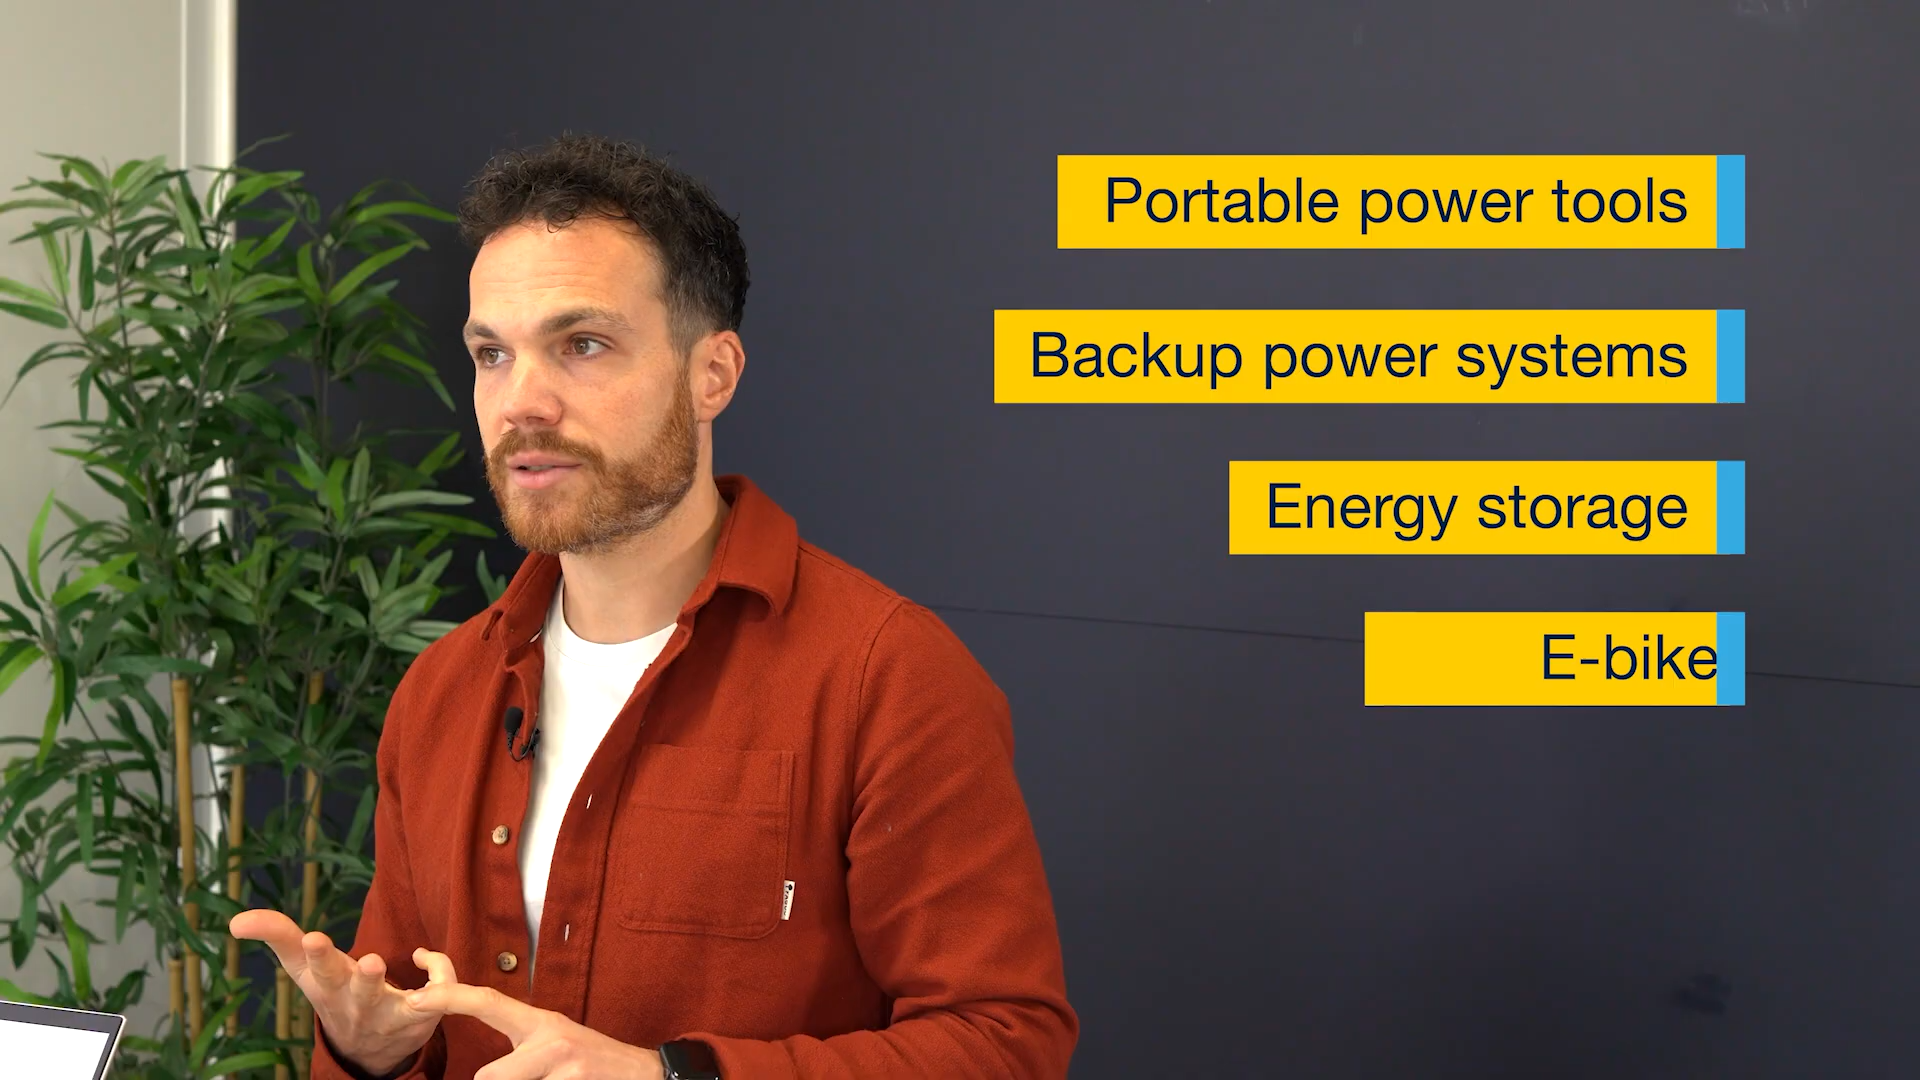 Portable power tools
Backup power systems
Energy storage
E-bike